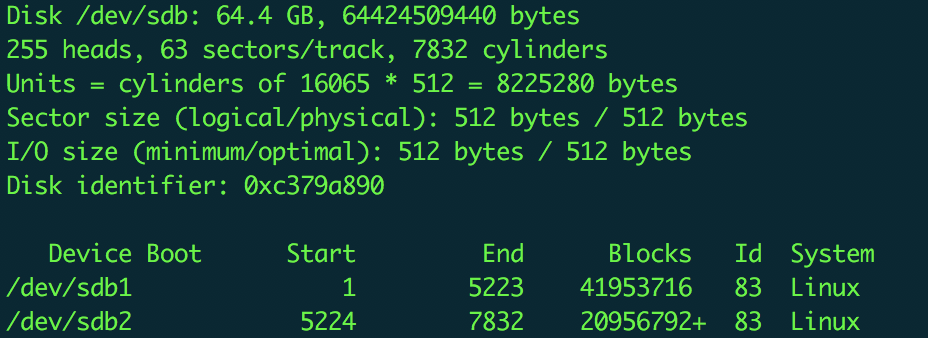 Disk /dev/sdb: 64.4 GB, 64424509440 bytes
255 heads, 63 sectors/track, 7832 cylinders
Units = cylinders of 16065 * 512 = 8225280 bytes
Sector size (logical/physical): 512 bytes / 512 bytes
I/O size (minimum/optimal): 512 bytes / 512 bytes
Disk identifier: 0xc379a890

   Device Boot      Start         End      Blocks   Id  System
/dev/sdb1               1        5223    41953716   83  Linux
/dev/sdb2            5224        7832    20956792+  83  Linux